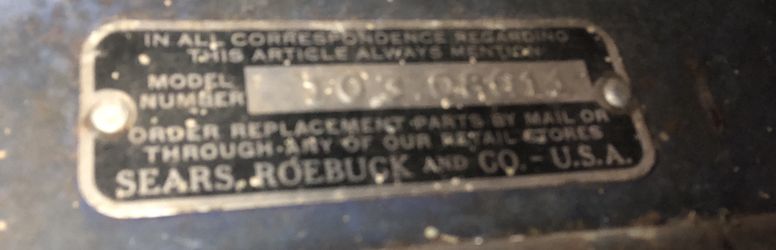 IN ALL CORRESPONDENCE REGARDING
THIS ARTICLE ALWAYS MENTION
MODEL
NUMBER
ORDER REPLACEMENT PARTS BY MAIL OR
THROUGH ANY OF OUR RETAIL STORES
SEARS, ROEBUCK AND CO. - U.S.A.